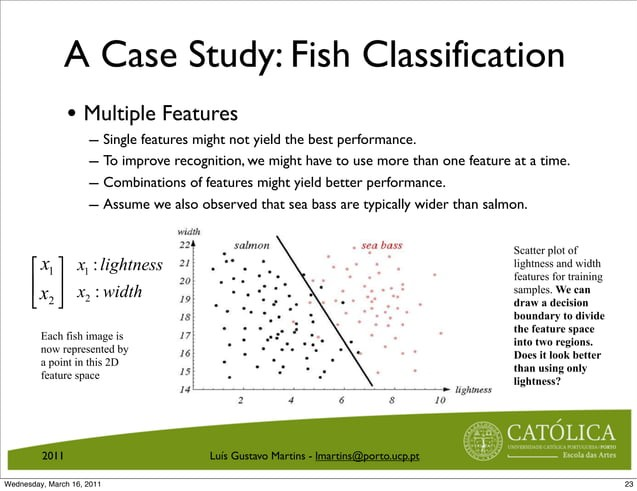 A Case Study: Fish Classification
• Multiple Features
– Single features might not yield the best performance.
– To improve recognition, we might have to use more than one feature at a time.
– Combinations of features might yield better performance.
– Assume we also observed that sea bass are typically wider than salmon.
x1 x1 : lightness
x2 x2 : width
Each fish image is
now represented by
a point in this 2D
feature space
width
22
21
20
19
18
17
16
15
14
salmon
sea bass
2 4 6 8 10
lightness
Scatter plot of
lightness and width
features for training
samples. We can
draw a decision
boundary to divide
the feature space
into two regions.
Does it look better
than using only
lightness?
2011
Luís Gustavo Martins - lmartins@porto.ucp.pt
CATÓLICA
UNIVERSIDADE CATÓLICA PORTUGUESA | PORTO
Escola das Artes
Wednesday, March 16, 2011
23